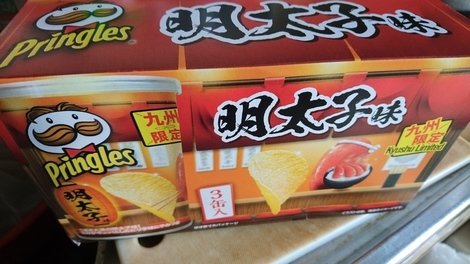 Pringles
明太子味
Pringles
九州
限定
明太子味
九州
限定
Kyushu Limited
明太子味
3缶入